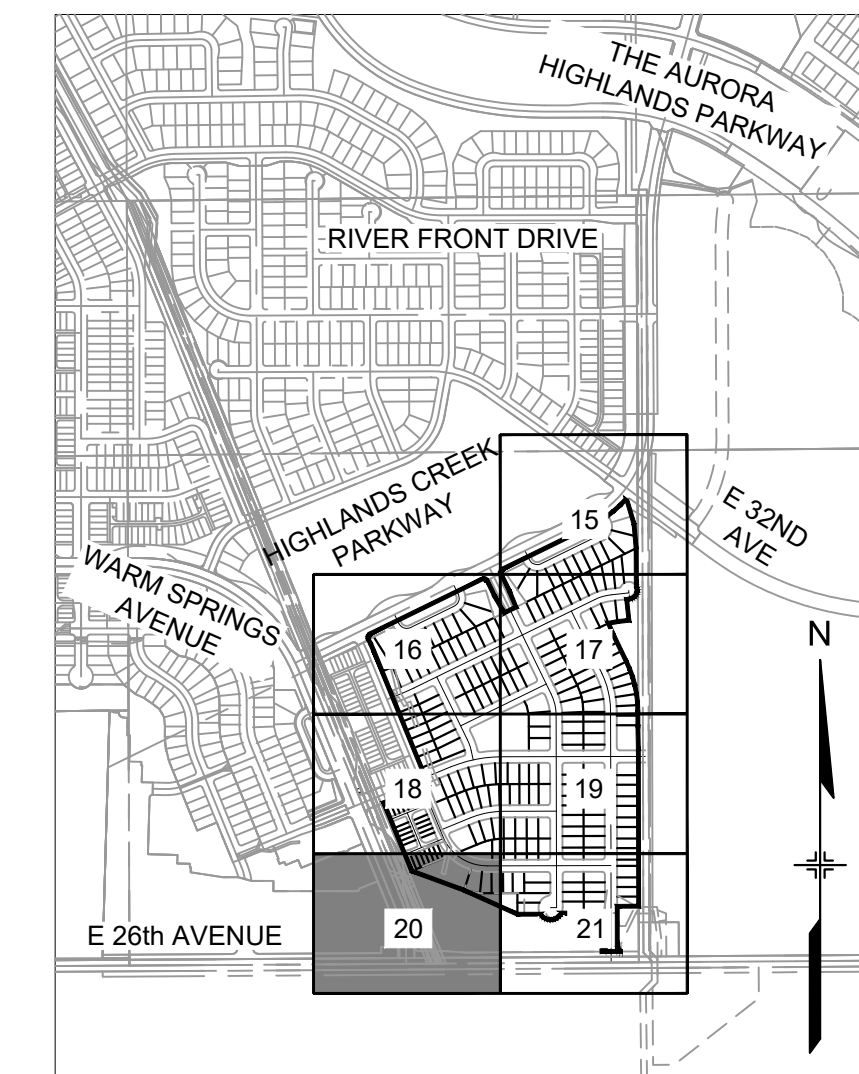 THE AURORA
HIGHLANDS PARKWAY
RIVER FRONT DRIVE
HIGHLANDS CREEK
PARKWAY
E 32ND
AVE
WARM SPRINGS
AVENUE
15
16
17
N
18
19
E 26th AVENUE
20
21